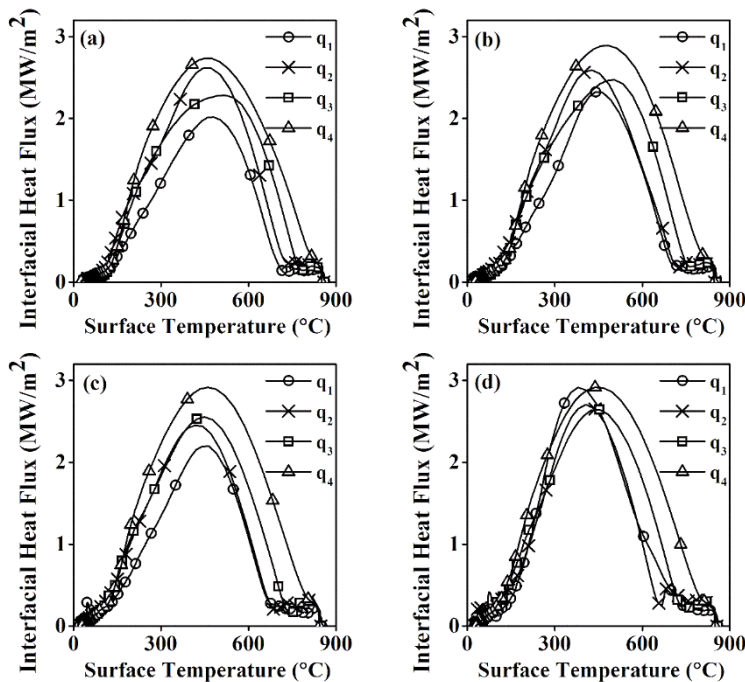 (a)
q1
q2
q3
q4
Interfacial Heat Flux (MW/m²)
3
2
1
0
0 300 600 900
Surface Temperature (°C)
(b)
q1
q2
q3
q4
Interfacial Heat Flux (MW/m²)
3
2
1
0
0 300 600 900
Surface Temperature (°C)
(c)
q1
q2
q3
q4
Interfacial Heat Flux (MW/m²)
3
2
1
0
0 300 600 900
Surface Temperature (°C)
(d)
q1
q2
q3
q4
Interfacial Heat Flux (MW/m²)
3
2
1
0
0 300 600 900
Surface Temperature (°C)